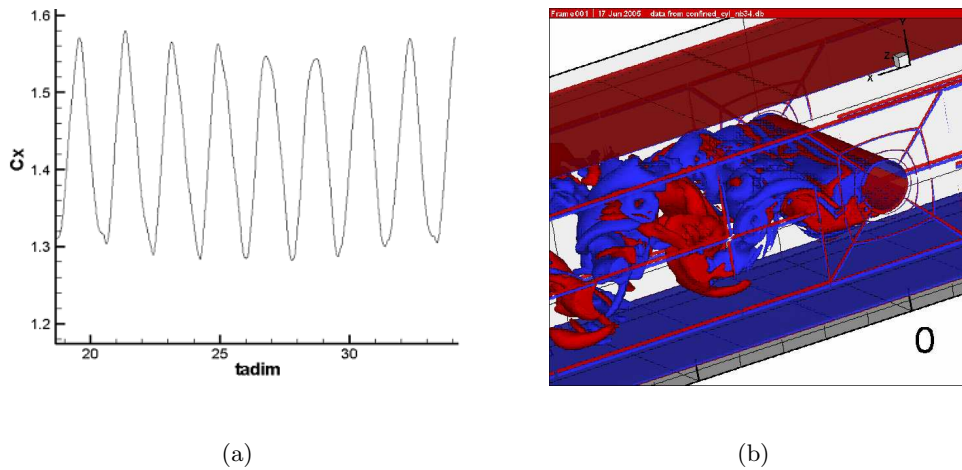 Frame 001 | 17 Jun 2005 data from confined_cyl_nb34.db
1.6
1.5
1.4
1.3
1.2
Cx
20
25
30
tadim
Y
Z
X
0
(a)
(b)